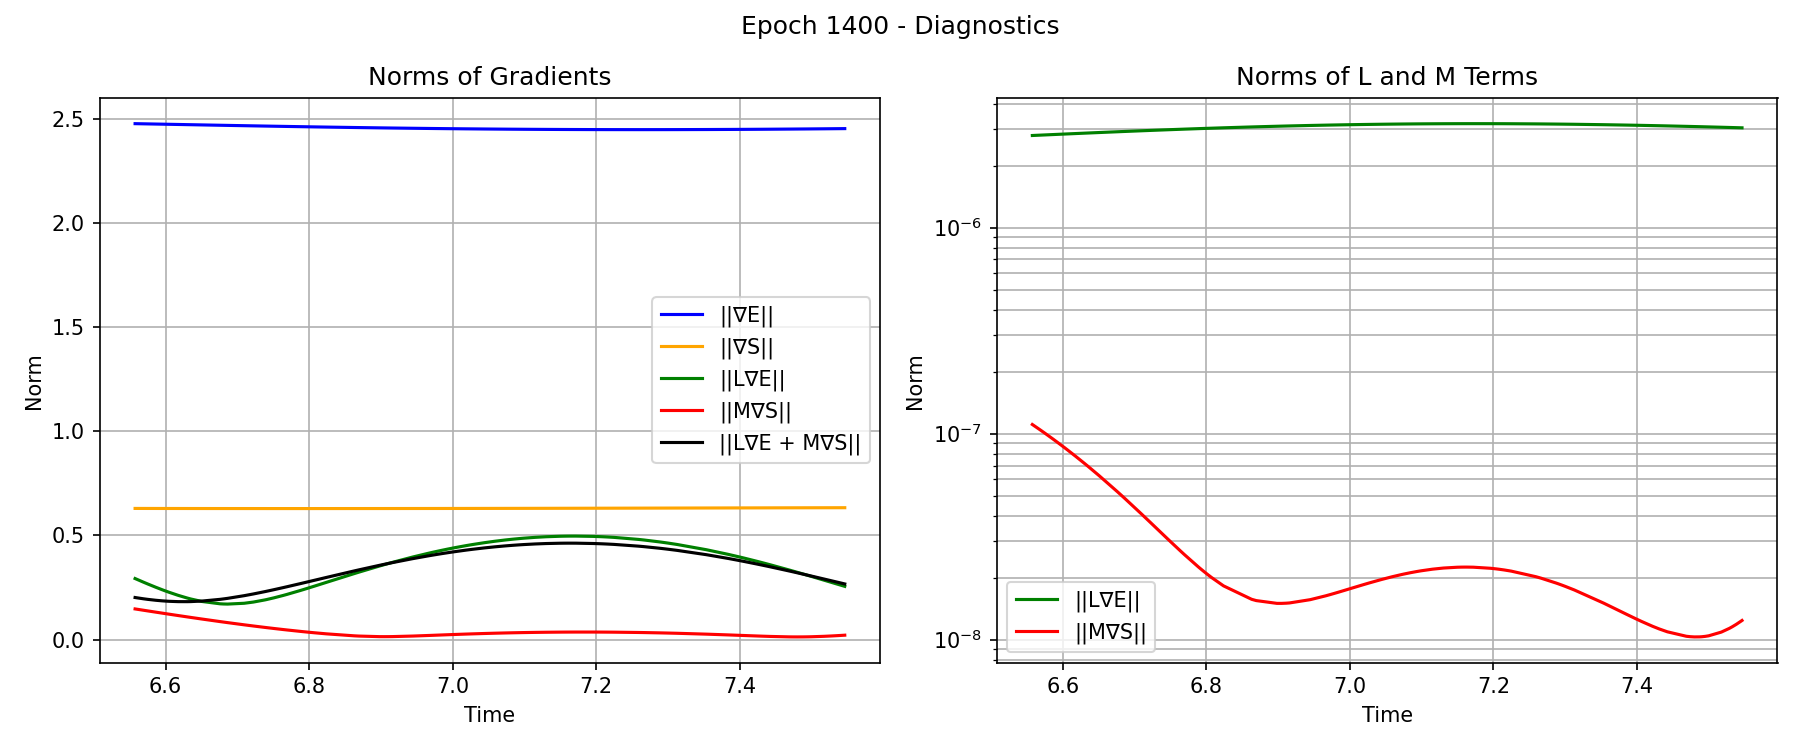 Epoch 1400 - Diagnostics
Norms of Gradients
2.5
2.0
1.5
1.0
0.5
0.0
Norm
6.6
6.8
7.0
7.2
7.4
Time
||∇E||
||∇S||
||L∇E||
||M∇S||
||L∇E + M∇S||
Norms of L and M Terms
10⁻⁶
10⁻⁷
10⁻⁸
Norm
6.6
6.8
7.0
7.2
7.4
Time
||L∇E||
||M∇S||